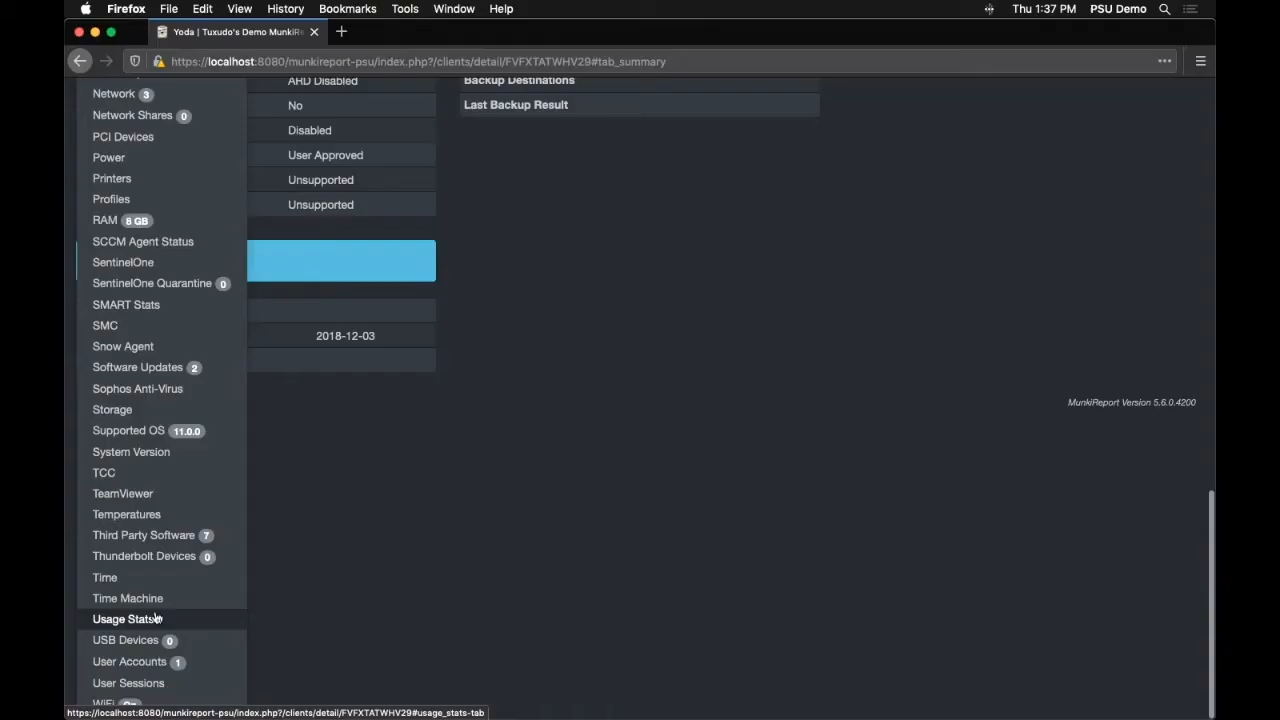 Firefox File Edit View History Bookmarks Tools Window Help Thu 1:37 PM PSU Demo
Yoda | Tuxudo's Demo MunkiRe
https://localhost:8080/munkireport-psu/index.php?/clients/detail/FVFXTATWHV29#tab_summary
ARD Disabled
Backup Destinations
Network 3
No
Last Backup Result
Network Shares 0
Disabled
PCI Devices
Power
User Approved
Printers
Unsupported
Profiles
Unsupported
RAM 8 GB
SCCM Agent Status
SentinelOne
SentinelOne Quarantine 0
SMART Stats
SMC
2018-12-03
Snow Agent
Software Updates 2
Sophos Anti-Virus
MunkiReport Version 5.6.0.4200
Storage
Supported OS 11.0.0
System Version
TCC
TeamViewer
Temperatures
Third Party Software 7
Thunderbolt Devices 0
Time
Time Machine
Usage Stats
USB Devices 0
User Accounts 1
User Sessions
WiFi On
https://localhost:8080/munkireport-psu/index.php?/clients/detail/FVFXTATWHV29#usage_stats-tab